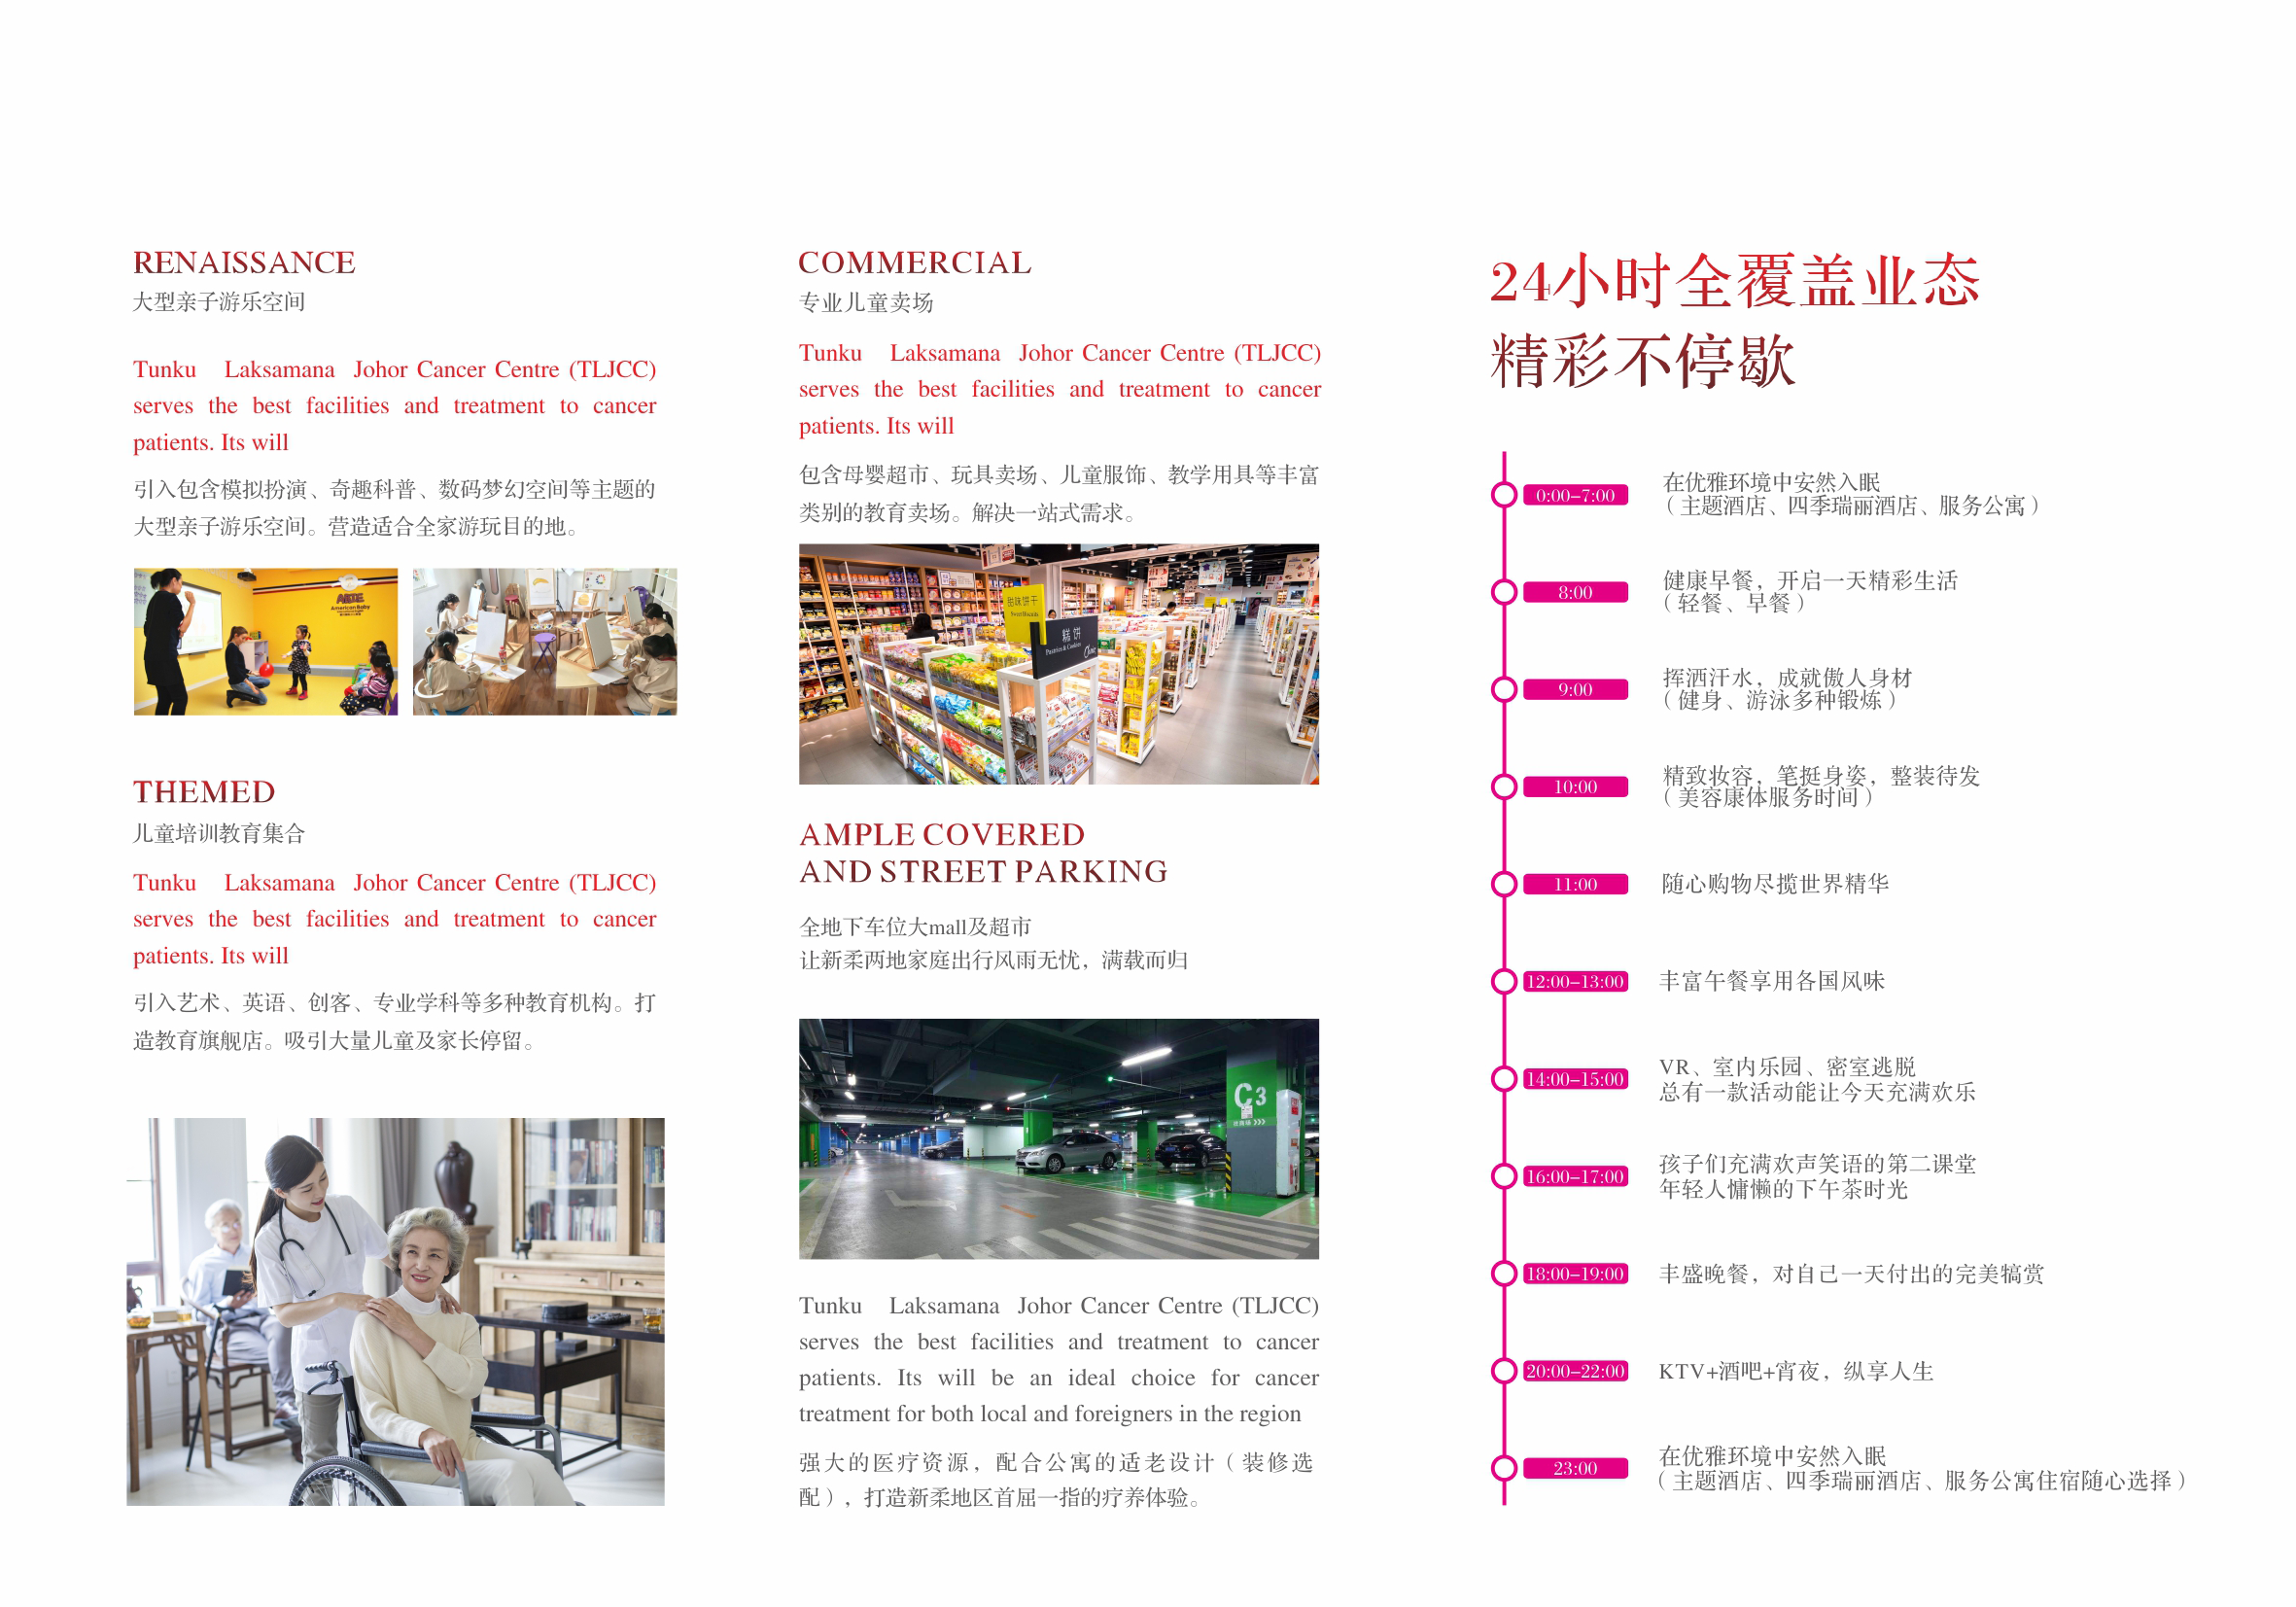 RENAISSANCE
大型亲子游乐空间
Tunku Laksamana Johor Cancer Centre (TLJCC)
serves the best facilities and treatment to cancer
patients. Its will
引入包含模拟扮演、奇趣科普、数码梦幻空间等主题的
大型亲子游乐空间。营造适合全家游玩目的地。
ABIE
American Baby
THEMED
儿童培训教育集合
Tunku Laksamana Johor Cancer Centre (TLJCC)
serves the best facilities and treatment to cancer
patients. Its will
引入艺术、英语、创客、专业学科等多种教育机构。打
造教育旗舰店。吸引大量儿童及家长停留。
COMMERCIAL
专业儿童卖场
Tunku Laksamana Johor Cancer Centre (TLJCC)
serves the best facilities and treatment to cancer
patients. Its will
包含母婴超市、玩具卖场、儿童服饰、教学用具等丰富
类别的教育卖场。解决一站式需求。
甜味饼干
糕 饼
Pastries & Cookies
AMPLE COVERED
AND STREET PARKING
全地下车位大mall及超市
让新柔两地家庭出行风雨无忧，满载而归
C3
Tunku Laksamana Johor Cancer Centre (TLJCC)
serves the best facilities and treatment to cancer
patients. Its will be an ideal choice for cancer
treatment for both local and foreigners in the region
强大的医疗资源，配合公寓的适老设计（装修选
配），打造新柔地区首屈一指的疗养体验。
24小时全覆盖业态
精彩不停歇
0:00–7:00
在优雅环境中安然入眠
（主题酒店、四季瑞丽酒店、服务公寓）
8:00
健康早餐，开启一天精彩生活
（轻餐、早餐）
9:00
挥洒汗水，成就傲人身材
（健身、游泳多种锻炼）
10:00
精致妆容，笔挺身姿，整装待发
（美容康体服务时间）
11:00
随心购物尽揽世界精华
12:00–13:00
丰富午餐享用各国风味
14:00–15:00
VR、室内乐园、密室逃脱
总有一款活动能让今天充满欢乐
16:00–17:00
孩子们充满欢声笑语的第二课堂
年轻人慵懒的下午茶时光
18:00–19:00
丰盛晚餐，对自己一天付出的完美犒赏
20:00–22:00
KTV+酒吧+宵夜，纵享人生
23:00
在优雅环境中安然入眠
（主题酒店、四季瑞丽酒店、服务公寓住宿随心选择）